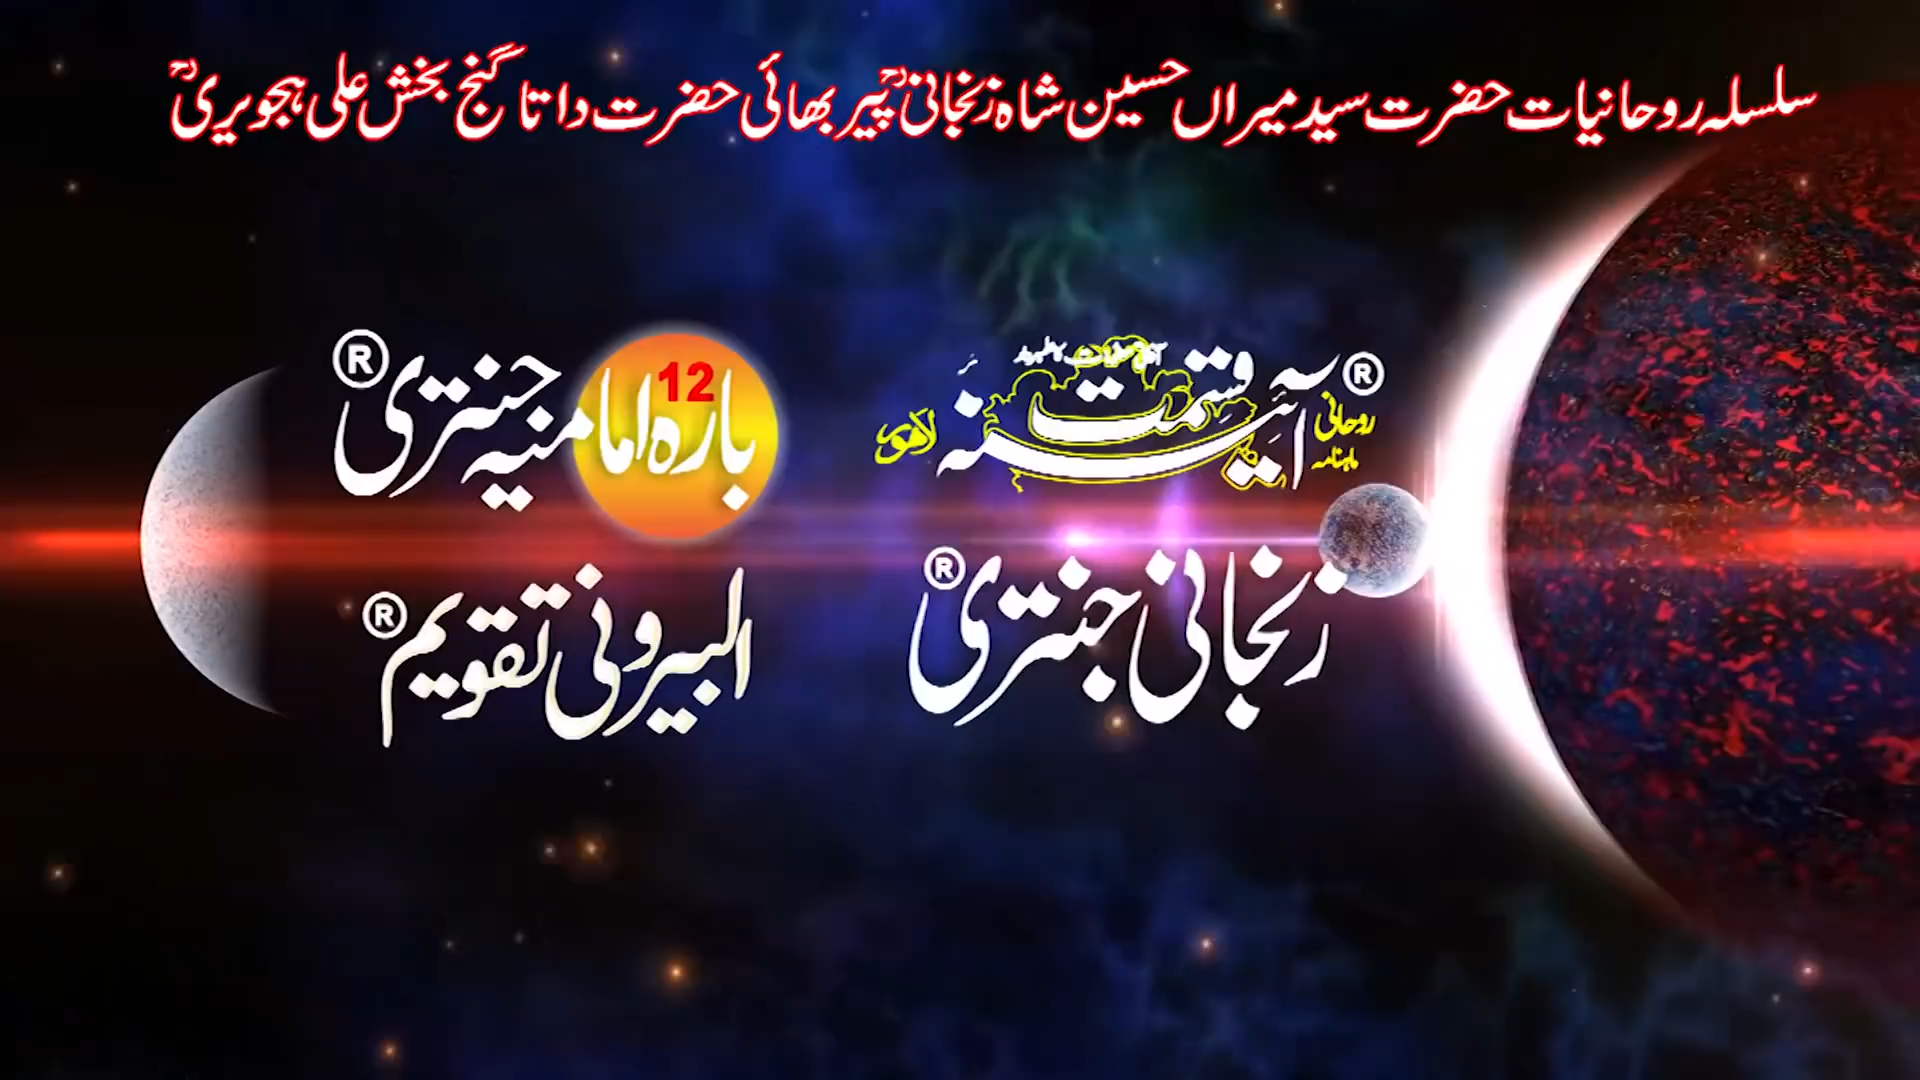 سلسلہ روحانیات حضرت سید میراں حسین شاہ زنجانیؒ پیر بھائی حضرت داتا گنج بخش علی ہجویریؒ
روحانی ماہنامہ آئینہ قسمت لاہور ®
12 بارہ امامنیہ جنتری ®
زنجانی جنتری ®
البیرونی تقویم ®